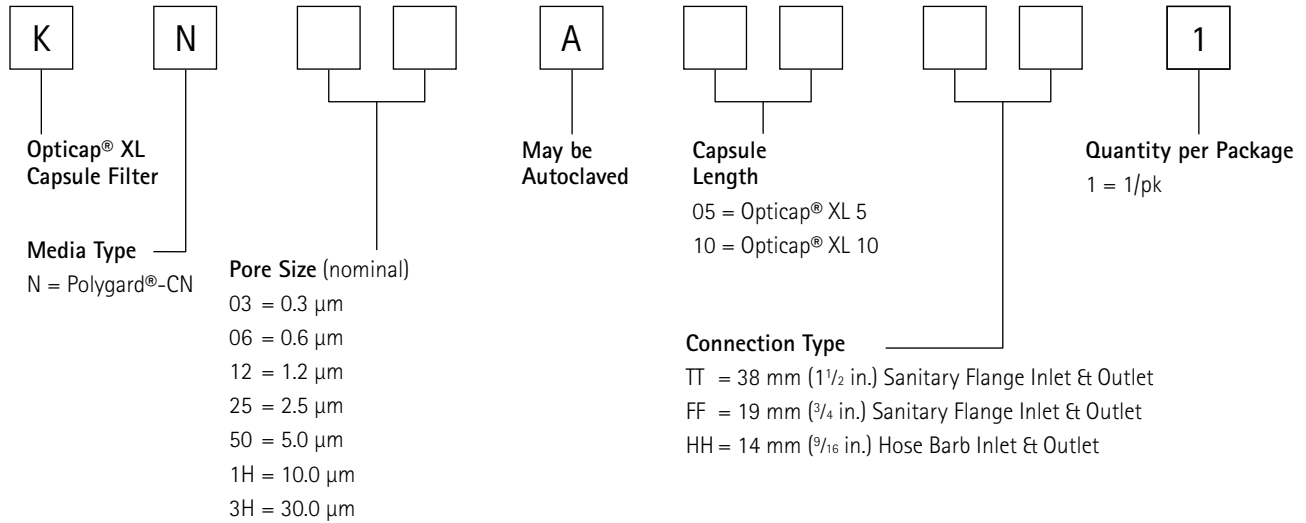 K N A 1
Opticap® XL
Capsule Filter
Media Type
N = Polygard®-CN
Pore Size (nominal)
03 = 0.3 µm
06 = 0.6 µm
12 = 1.2 µm
25 = 2.5 µm
50 = 5.0 µm
1H = 10.0 µm
3H = 30.0 µm
May be
Autoclaved
Capsule
Length
05 = Opticap® XL 5
10 = Opticap® XL 10
Connection Type
TT = 38 mm (1 1/2 in.) Sanitary Flange Inlet & Outlet
FF = 19 mm (3/4 in.) Sanitary Flange Inlet & Outlet
HH = 14 mm (9/16 in.) Hose Barb Inlet & Outlet
Quantity per Package
1 = 1/pk